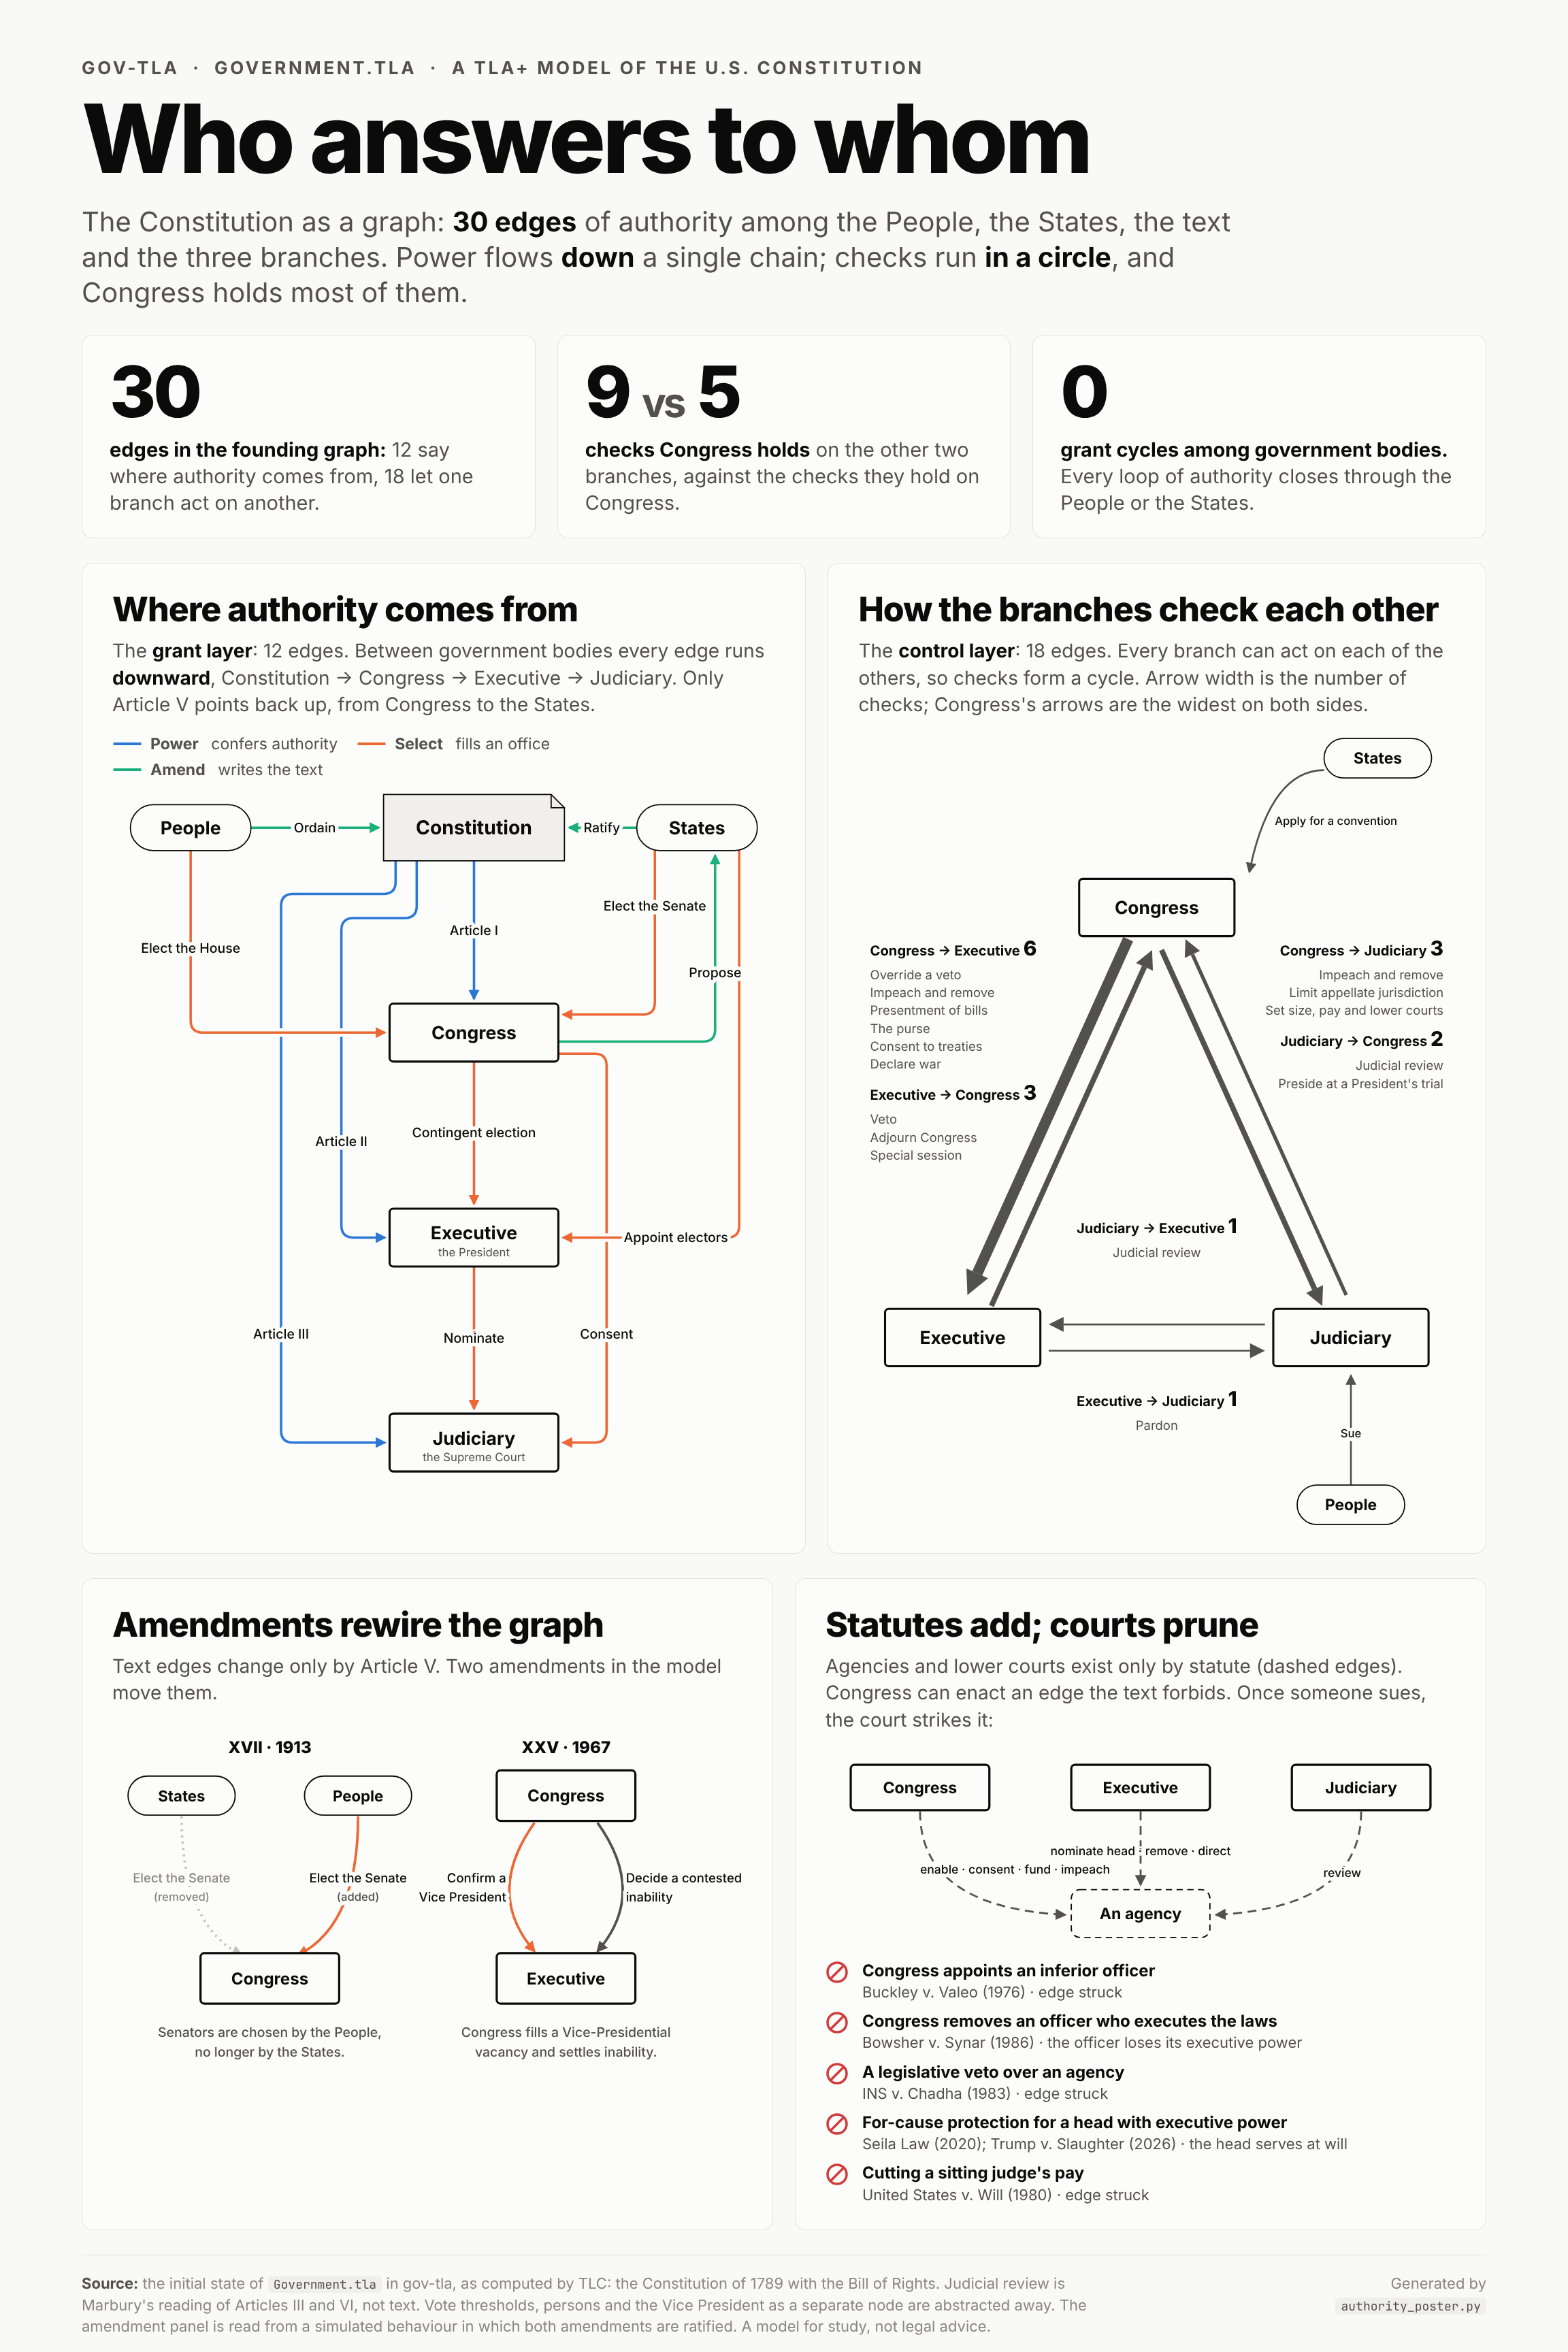 GOV-TLA · GOVERNMENT.TLA · A TLA+ MODEL OF THE U.S. CONSTITUTION
Who answers to whom
The Constitution as a graph: 30 edges of authority among the People, the States, the text
and the three branches. Power flows down a single chain; checks run in a circle, and
Congress holds most of them.
30
edges in the founding graph: 12 say
where authority comes from, 18 let one
branch act on another.
9 vs 5
checks Congress holds on the other two
branches, against the checks they hold on
Congress.
0
grant cycles among government bodies.
Every loop of authority closes through the
People or the States.
Where authority comes from
The grant layer: 12 edges. Between government bodies every edge runs
downward, Constitution → Congress → Executive → Judiciary. Only
Article V points back up, from Congress to the States.
Power confers authority Select fills an office
Amend writes the text
People
Ordain
Constitution
Ratify
States
Elect the Senate
Article I
Elect the House
Propose
Congress
Contingent election
Article II
Executive
the President
Appoint electors
Article III
Nominate
Consent
Judiciary
the Supreme Court
How the branches check each other
The control layer: 18 edges. Every branch can act on each of the
others, so checks form a cycle. Arrow width is the number of
checks; Congress's arrows are the widest on both sides.
States
Apply for a convention
Congress
Congress → Executive 6
Override a veto
Impeach and remove
Presentment of bills
The purse
Consent to treaties
Declare war
Executive → Congress 3
Veto
Adjourn Congress
Special session
Congress → Judiciary 3
Impeach and remove
Limit appellate jurisdiction
Set size, pay and lower courts
Judiciary → Congress 2
Judicial review
Preside at a President's trial
Judiciary → Executive 1
Judicial review
Executive
Judiciary
Executive → Judiciary 1
Pardon
Sue
People
Amendments rewire the graph
Text edges change only by Article V. Two amendments in the model
move them.
XVII · 1913
States
People
Elect the Senate
(removed)
Elect the Senate
(added)
Congress
Senators are chosen by the People,
no longer by the States.
XXV · 1967
Congress
Confirm a
Vice President
Decide a contested
inability
Executive
Congress fills a Vice-Presidential
vacancy and settles inability.
Statutes add; courts prune
Agencies and lower courts exist only by statute (dashed edges).
Congress can enact an edge the text forbids. Once someone sues,
the court strikes it:
Congress
Executive
Judiciary
nominate head · remove · direct
enable · consent · fund · impeach
review
An agency
Congress appoints an inferior officer
Buckley v. Valeo (1976) · edge struck
Congress removes an officer who executes the laws
Bowsher v. Synar (1986) · the officer loses its executive power
A legislative veto over an agency
INS v. Chadha (1983) · edge struck
For-cause protection for a head with executive power
Seila Law (2020); Trump v. Slaughter (2026) · the head serves at will
Cutting a sitting judge's pay
United States v. Will (1980) · edge struck
Source: the initial state of Government.tla in gov-tla, as computed by TLC: the Constitution of 1789 with the Bill of Rights. Judicial review is
Marbury's reading of Articles III and VI, not text. Vote thresholds, persons and the Vice President as a separate node are abstracted away. The
amendment panel is read from a simulated behaviour in which both amendments are ratified. A model for study, not legal advice.
Generated by
authority_poster.py